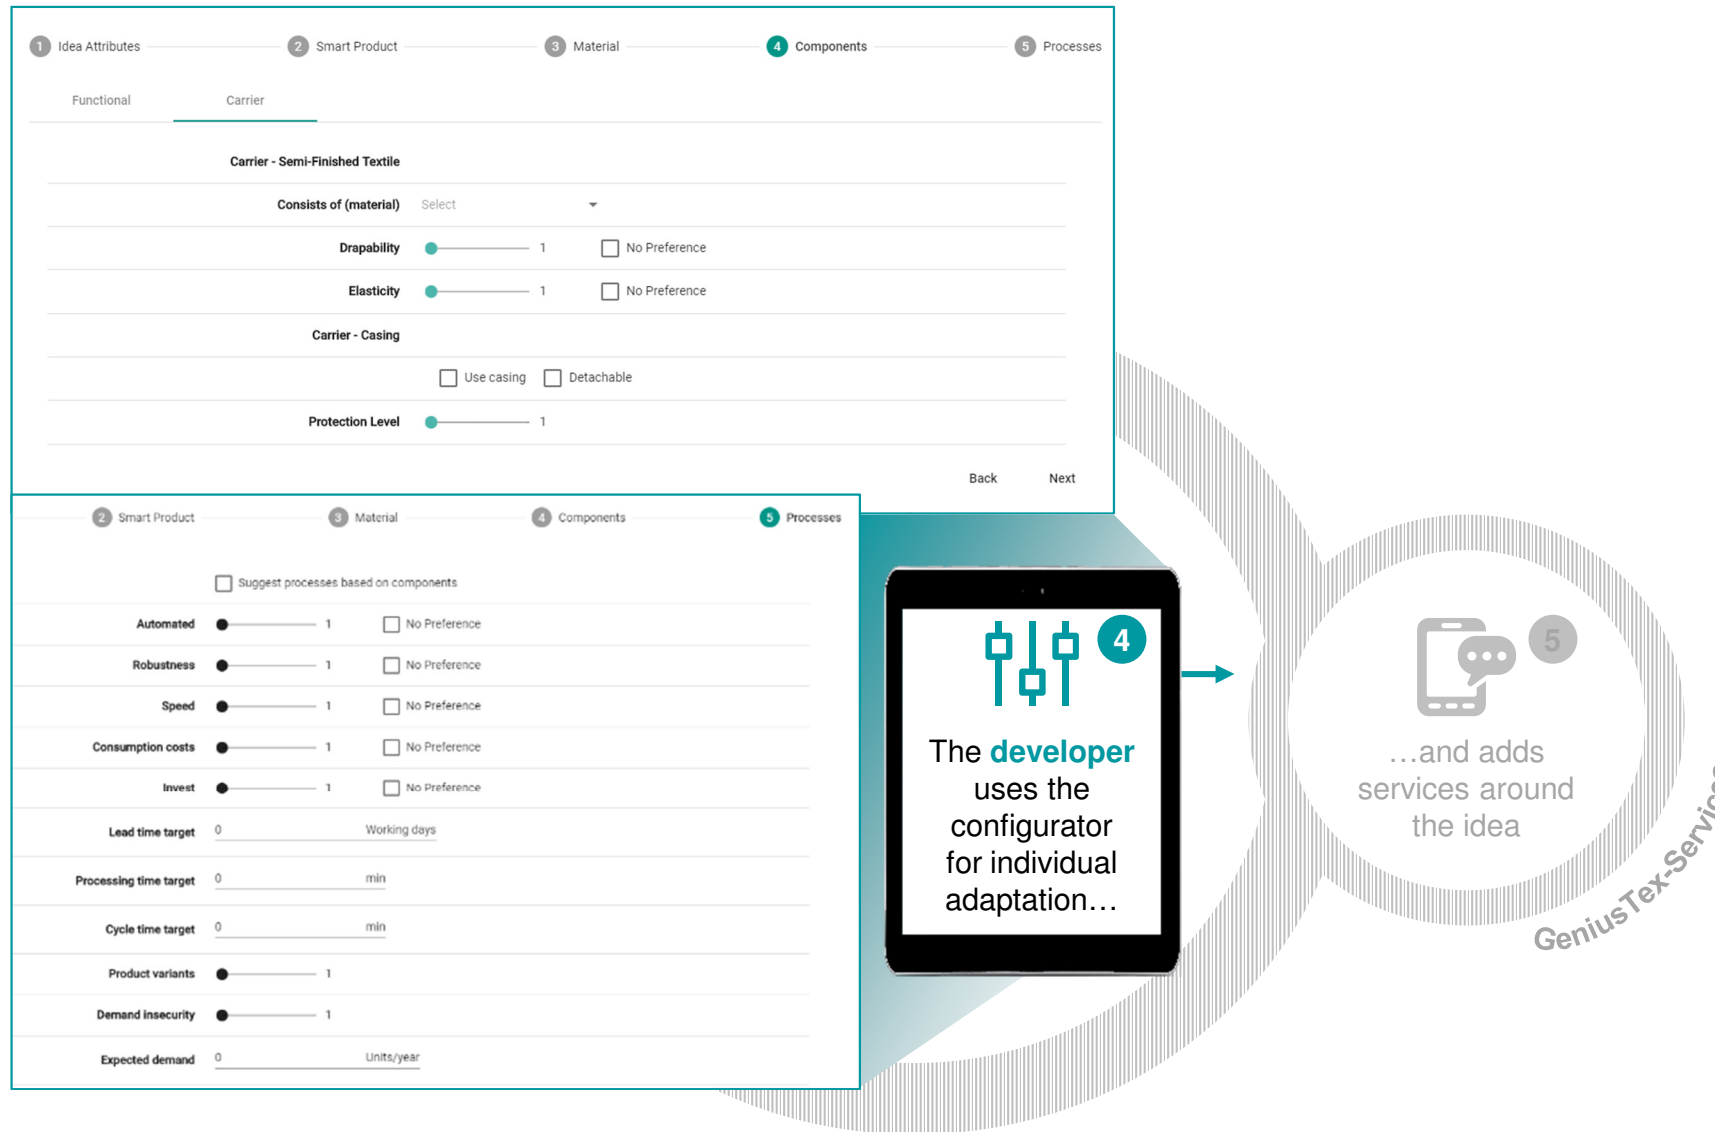 1 Idea Attributes 2 Smart Product 3 Material 4 Components 5 Processes
Functional Carrier
Carrier - Semi-Finished Textile
Consists of (material) Select
Drapability 1 No Preference
Elasticity 1 No Preference
Carrier - Casing
Use casing Detachable
Protection Level 1
Back Next
2 Smart Product 3 Material 4 Components 5 Processes
Suggest processes based on components
Automated 1 No Preference
Robustness 1 No Preference
Speed 1 No Preference
Consumption costs 1 No Preference
Invest 1 No Preference
Lead time target 0 Working days
Processing time target 0 min
Cycle time target 0 min
Product variants 1
Demand insecurity 1
Expected demand 0 Units/year
4
The developer
uses the
configurator
for individual
adaptation…
5
…and adds
services around
the idea